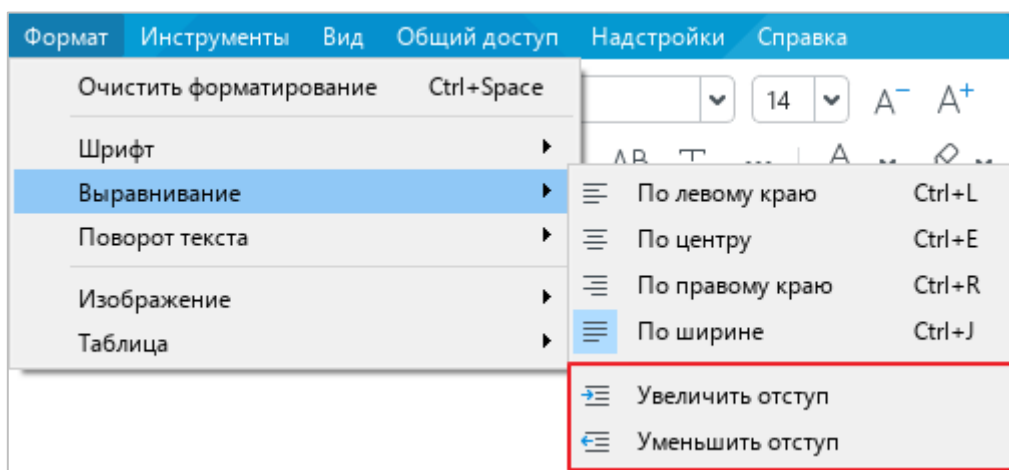 Формат Инструменты Вид Общий доступ Надстройки Справка
Очистить форматирование Ctrl+Space
14 A⁻ A⁺
Шрифт
Выравнивание
Поворот текста
Изображение
Таблица
По левому краю Ctrl+L
По центру Ctrl+E
По правому краю Ctrl+R
По ширине Ctrl+J
Увеличить отступ
Уменьшить отступ